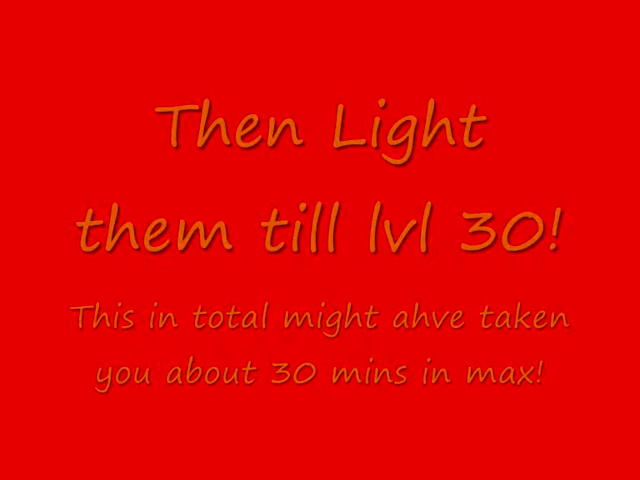 Then Light
them till lvl 30!
This in total might ahve taken
you about 30 mins in max!